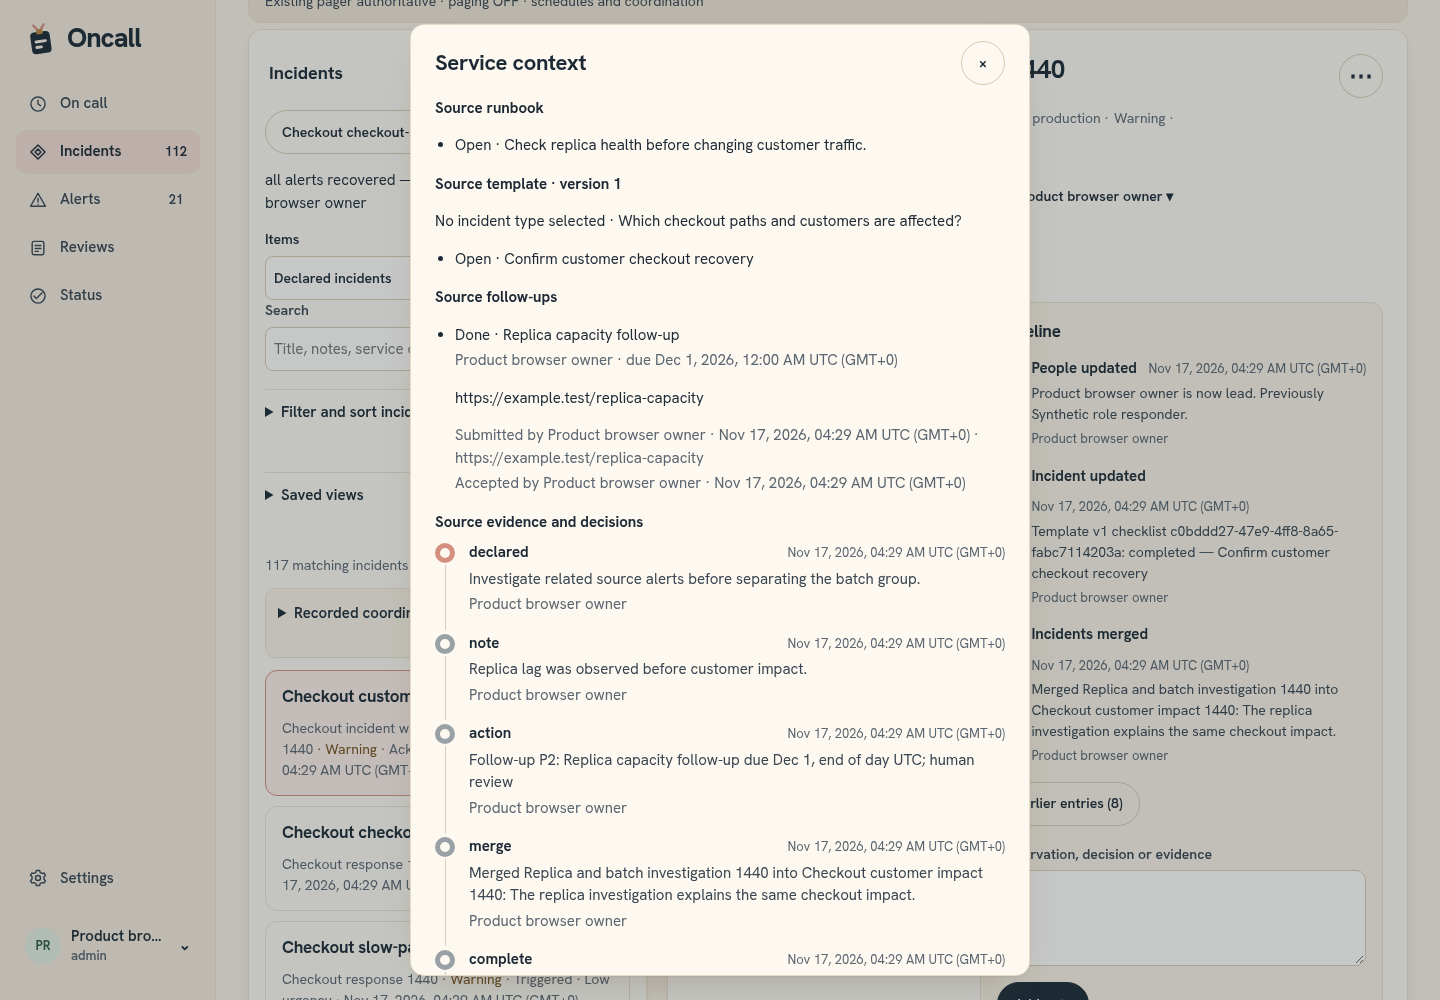 Existing pager authoritative · paging OFF · schedules and coordination
Oncall
On call
Incidents 112
Alerts 21
Reviews
Status
Settings
PR
Product bro...
admin
Incidents
Checkout checkout-
all alerts recovered —
browser owner
Items
Declared incidents
Search
Title, notes, service
Filter and sort
Saved views
117 matching incidents
Recorded
Checkout
Checkout incident
1440 · Warning ·
04:29 AM UTC
Checkout
Checkout response
17, 2026, 04:29 AM
Checkout
Checkout response 1440 · Warning · Triggered · Low
urgency · Nov 17, 2026, 04:29 AM UTC (GMT+0)
Service context
×
Source runbook
• Open · Check replica health before changing customer traffic.
Source template · version 1
No incident type selected · Which checkout paths and customers are affected?
• Open · Confirm customer checkout recovery
Source follow-ups
• Done · Replica capacity follow-up
Product browser owner · due Dec 1, 2026, 12:00 AM UTC (GMT+0)
https://example.test/replica-capacity
Submitted by Product browser owner · Nov 17, 2026, 04:29 AM UTC (GMT+0) ·
https://example.test/replica-capacity
Accepted by Product browser owner · Nov 17, 2026, 04:29 AM UTC (GMT+0)
Source evidence and decisions
declared Nov 17, 2026, 04:29 AM UTC (GMT+0)
Investigate related source alerts before separating the batch group.
Product browser owner
note Nov 17, 2026, 04:29 AM UTC (GMT+0)
Replica lag was observed before customer impact.
Product browser owner
action Nov 17, 2026, 04:29 AM UTC (GMT+0)
Follow-up P2: Replica capacity follow-up due Dec 1, end of day UTC; human
review
Product browser owner
merge Nov 17, 2026, 04:29 AM UTC (GMT+0)
Merged Replica and batch investigation 1440 into Checkout customer impact
1440: The replica investigation explains the same checkout impact.
Product browser owner
complete Nov 17, 2026, 04:29 AM UTC (GMT+0)
440
production · Warning ·
browser owner ▾
People updated Nov 17, 2026, 04:29 AM UTC (GMT+0)
Product browser owner is now lead. Previously
Synthetic role responder.
Product browser owner
Incident updated
Nov 17, 2026, 04:29 AM UTC (GMT+0)
Template v1 checklist c0bddd27-47e9-4ff8-8a65-
fabc7114203a: completed — Confirm customer
checkout recovery
Product browser owner
Incidents merged
Nov 17, 2026, 04:29 AM UTC (GMT+0)
Merged Replica and batch investigation 1440 into
Checkout customer impact 1440: The replica
investigation explains the same checkout impact.
Product browser owner
entries (8)
decision or evidence